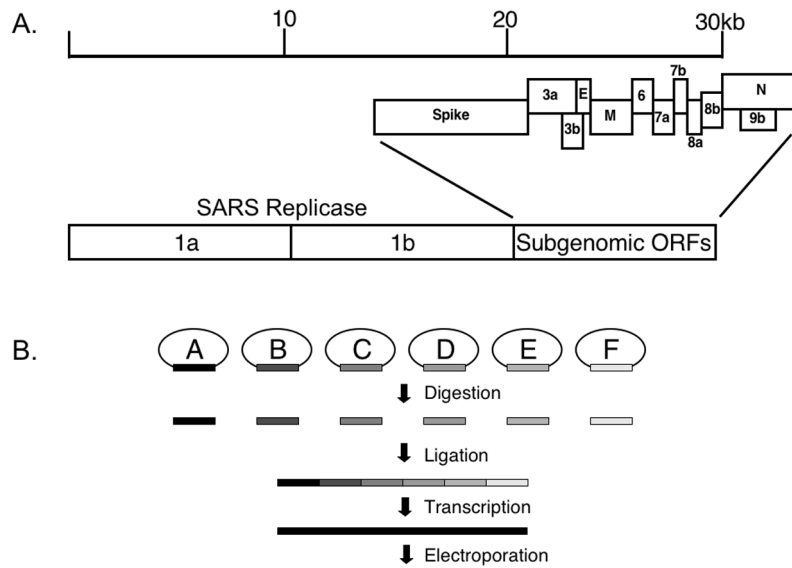 A.
10 20 30kb
7b
3a E 6 8b N
Spike M 7a
3b 8a 9b
SARS Replicase
1a 1b Subgenomic ORFs
B.
A B C D E F
Digestion
Ligation
Transcription
Electroporation